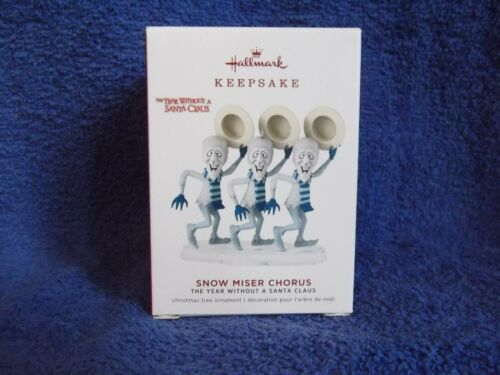 Hallmark
KEEPSAKE
THE YEAR WITHOUT A
SANTA CLAUS
SNOW MISER CHORUS
THE YEAR WITHOUT A SANTA CLAUS
christmas tree ornament | décoration pour l'arbre de noël